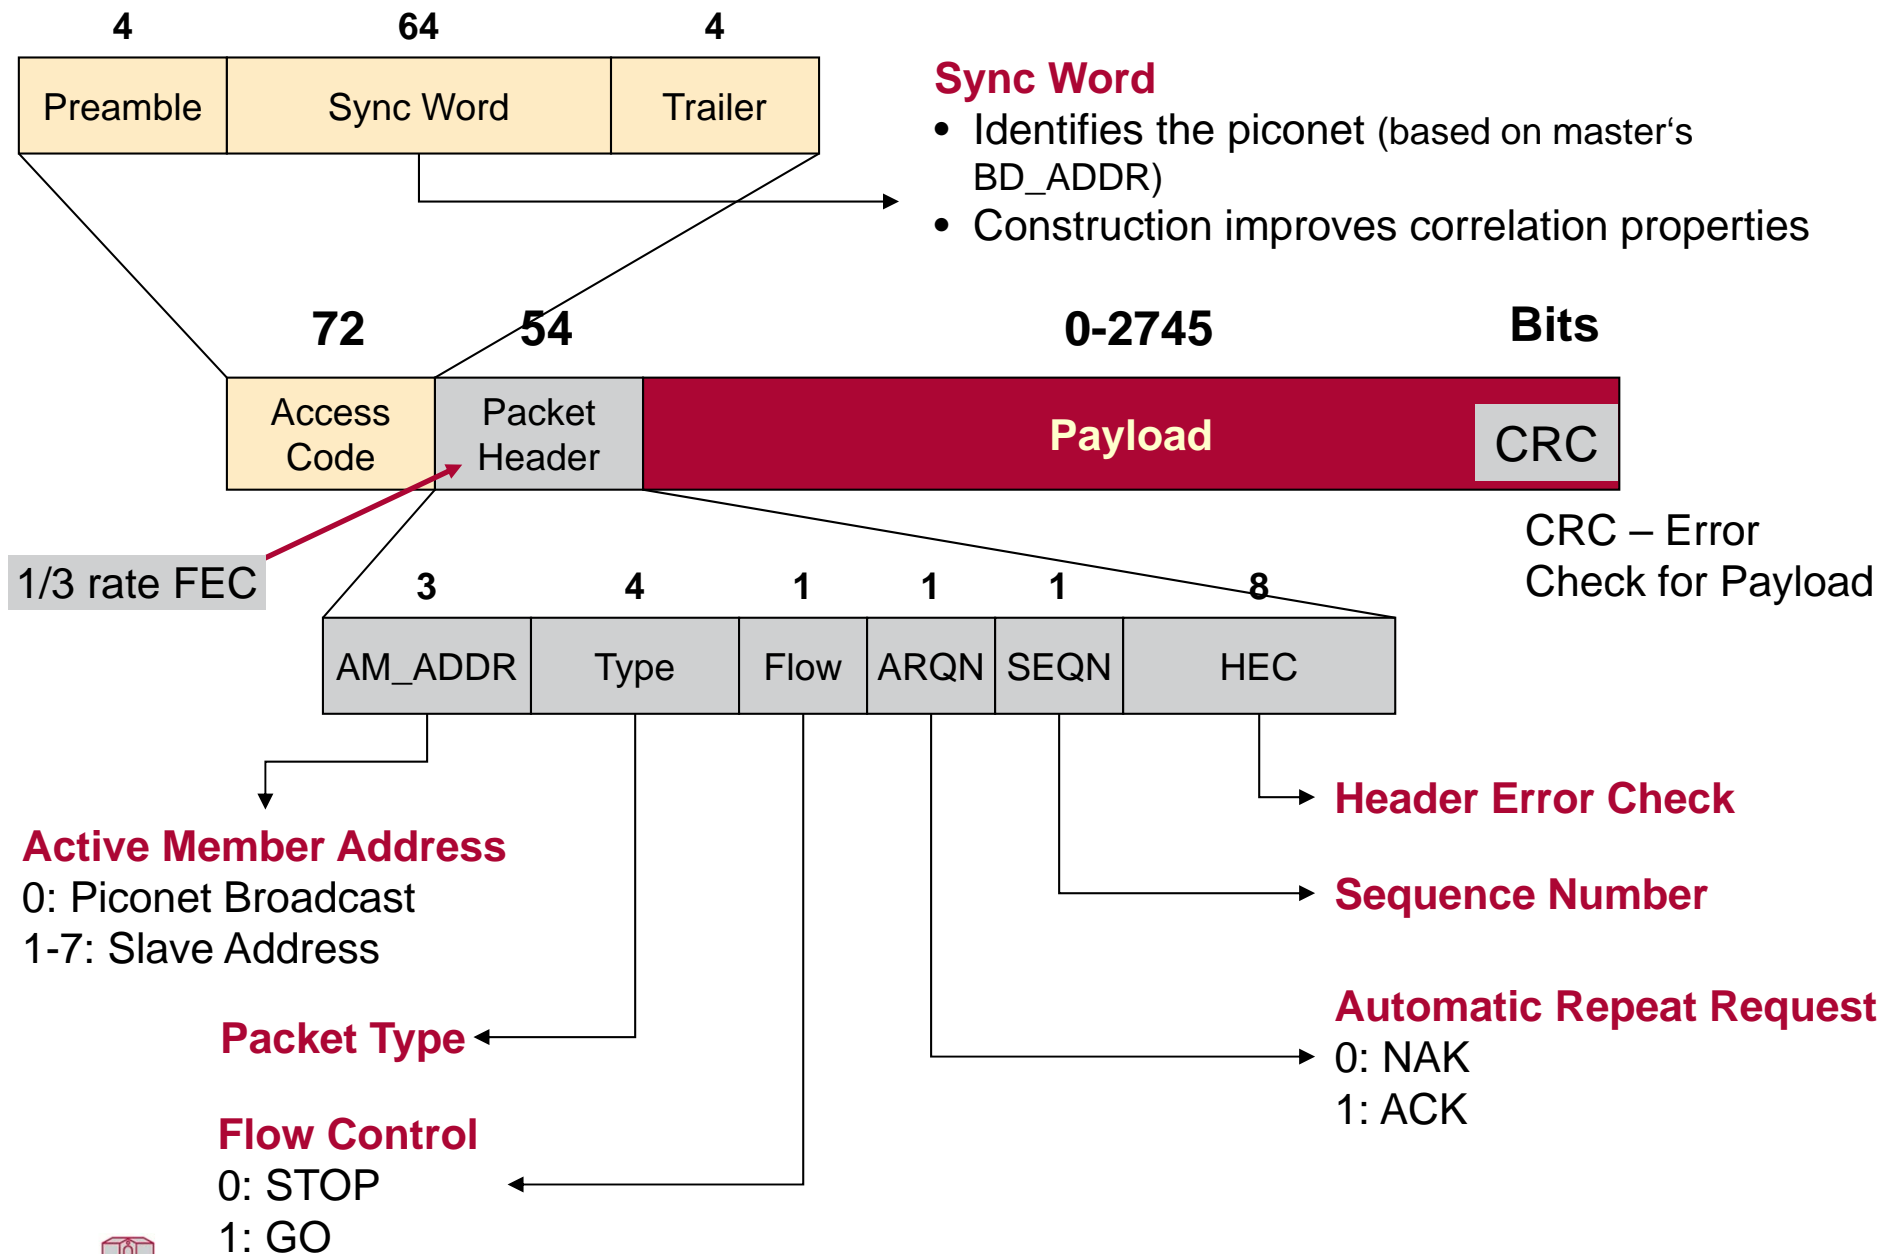 4 64 4
Preamble Sync Word Trailer
Sync Word
• Identifies the piconet (based on master‘s
BD_ADDR)
• Construction improves correlation properties
72 54 0-2745 Bits
Access
Code
Packet
Header
Payload
CRC
CRC – Error
Check for Payload
1/3 rate FEC
3 4 1 1 1 8
AM_ADDR Type Flow ARQN SEQN HEC
Active Member Address
0: Piconet Broadcast
1-7: Slave Address
Packet Type
Flow Control
0: STOP
1: GO
Header Error Check
Sequence Number
Automatic Repeat Request
0: NAK
1: ACK